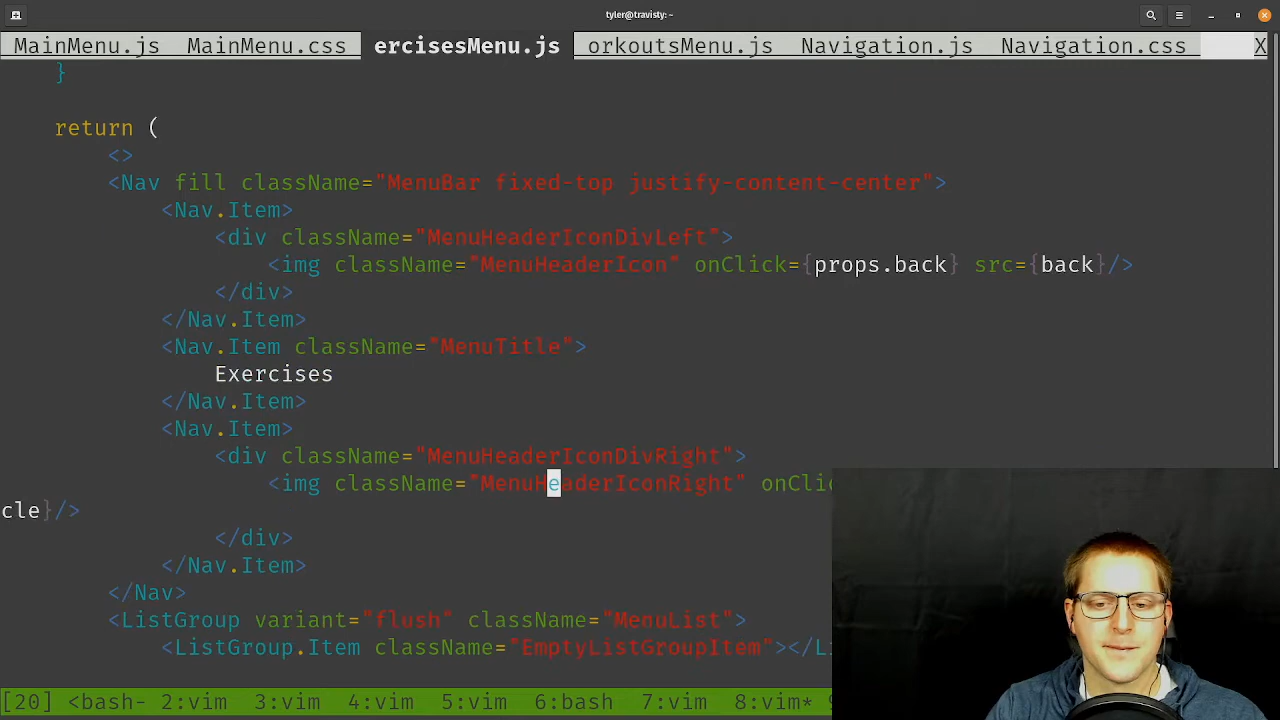 tyler@travisty: ~
MainMenu.js MainMenu.css ercisesMenu.js orkoutsMenu.js Navigation.js Navigation.css X
}
return (
<>
<Nav fill className="MenuBar fixed-top justify-content-center">
<Nav.Item>
<div className="MenuHeaderIconDivLeft">
<img className="MenuHeaderIcon" onClick={props.back} src={back}/>
</div>
</Nav.Item>
<Nav.Item className="MenuTitle">
Exercises
</Nav.Item>
<Nav.Item>
<div className="MenuHeaderIconDivRight">
<img className="MenuHeaderIconRight" onClic
cle}/>
</div>
</Nav.Item>
</Nav>
<ListGroup variant="flush" className="MenuList">
<ListGroup.Item className="EmptyListGroupItem"></Li
[20] <bash- 2:vim 3:vim 4:vim 5:vim 6:bash 7:vim 8:vim*